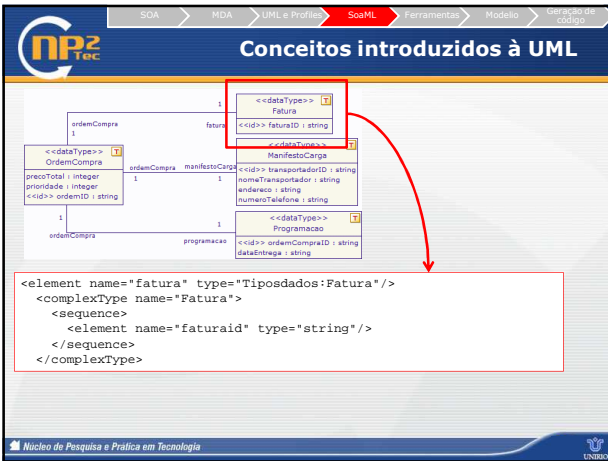 SOA MDA UML e Profiles SoaML Ferramentas Modelio Geração de código
NP2 Tec
Conceitos introduzidos à UML
<<dataType>> T
Fatura
<<id>> faturaID : string
1
fatura
ordemCompra
1
<<dataType>> T
OrdemCompra
precoTotal : integer
prioridade : integer
<<id>> ordemID : string
ordemCompra manifestoCarga
1 1
<<dataType>> T
ManifestoCarga
<<id>> transportadorID : string
nomeTransportador : string
endereco : string
numeroTelefone : string
1
ordemCompra
1
programacao
<<dataType>> T
Programacao
<<id>> ordemCompraID : string
dataEntrega : string
<element name="fatura" type="Tiposdados:Fatura"/>
<complexType name="Fatura">
<sequence>
<element name="faturaid" type="string"/>
</sequence>
</complexType>
Núcleo de Pesquisa e Prática em Tecnologia
UNIRIO